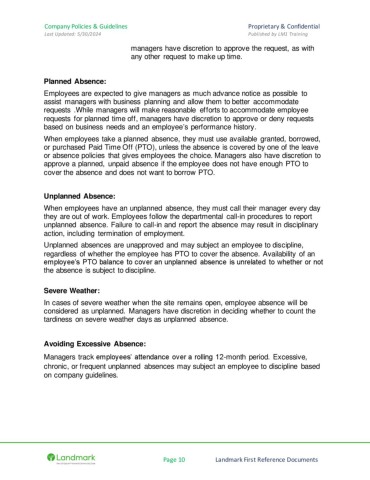 Company Policies & Guidelines
Proprietary & Confidential
Last Updated: 5/30/2024
Published by LM1 Training
managers have discretion to approve the request, as with
any other request to make up time.
Planned Absence:
Employees are expected to give managers as much advance notice as possible to
assist managers with business planning and allow them to better accommodate
requests .While managers will make reasonable efforts to accommodate employee
requests for planned time off, managers have discretion to approve or deny requests
based on business needs and an employee's performance history.
When employees take a planned absence, they must use available granted, borrowed,
or purchased Paid Time Off (PTO), unless the absence is covered by one of the leave
or absence policies that gives employees the choice. Managers also have discretion to
approve a planned, unpaid absence if the employee does not have enough PTO to
cover the absence and does not want to borrow PTO.
Unplanned Absence:
When employees have an unplanned absence, they must call their manager every day
they are out of work. Employees follow the departmental call-in procedures to report
unplanned absence. Failure to call-in and report the absence may result in disciplinary
action, including termination of employment.
Unplanned absences are unapproved and may subject an employee to discipline,
regardless of whether the employee has PTO to cover the absence. Availability of an
employee's PTO balance to cover an unplanned absence is unrelated to whether or not
the absence is subject to discipline.
Severe Weather:
In cases of severe weather when the site remains open, employee absence will be
considered as unplanned. Managers have discretion in deciding whether to count the
tardiness on severe weather days as unplanned absence.
Avoiding Excessive Absence:
Managers track employees' attendance over a rolling 12-month period. Excessive,
chronic, or frequent unplanned absences may subject an employee to discipline based
on company guidelines.
Landmark
Page 10
Landmark First Reference Documents